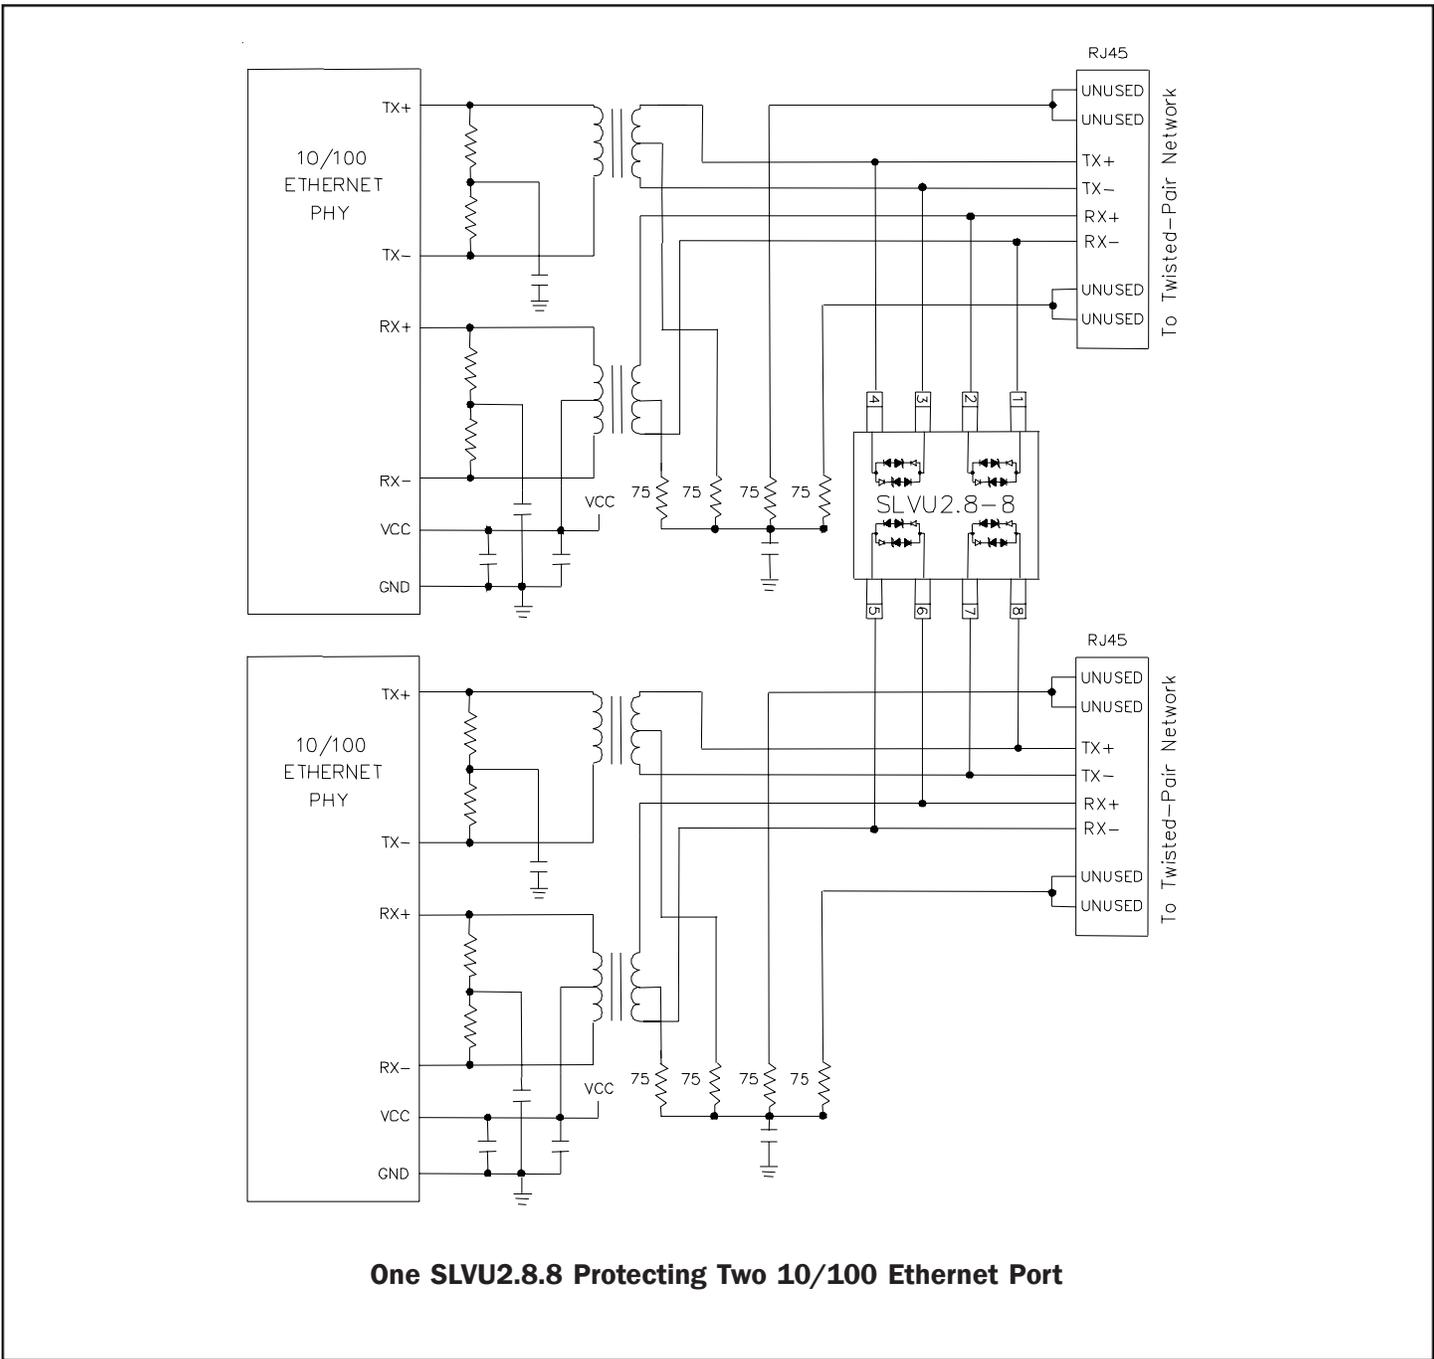 RJ45
UNUSED
UNUSED
TX+
TX-
RX+
RX-
UNUSED
UNUSED
To Twisted-Pair Network
TX+
10/100
ETHERNET
PHY
TX-
RX+
RX-
VCC
GND
VCC
75
75
75
75
4
3
2
1
SLVU2.8-8
5
6
7
8
RJ45
UNUSED
UNUSED
TX+
TX-
RX+
RX-
UNUSED
UNUSED
To Twisted-Pair Network
TX+
10/100
ETHERNET
PHY
TX-
RX+
RX-
VCC
GND
VCC
75
75
75
75
One SLVU2.8.8 Protecting Two 10/100 Ethernet Port